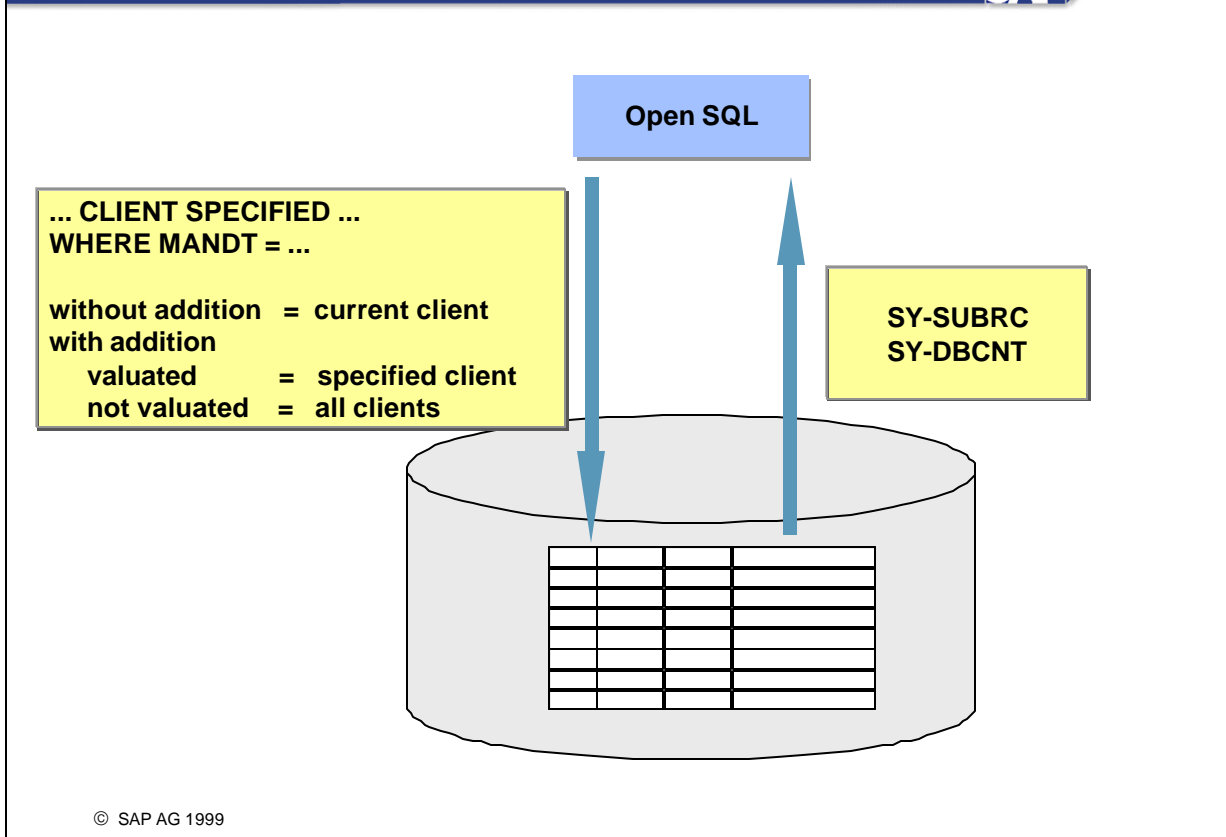 Open SQL
... CLIENT SPECIFIED ...
WHERE MANDT = ...
without addition = current client
with addition
valuated = specified client
not valuated = all clients
SY-SUBRC
SY-DBCNT
© SAP AG 1999